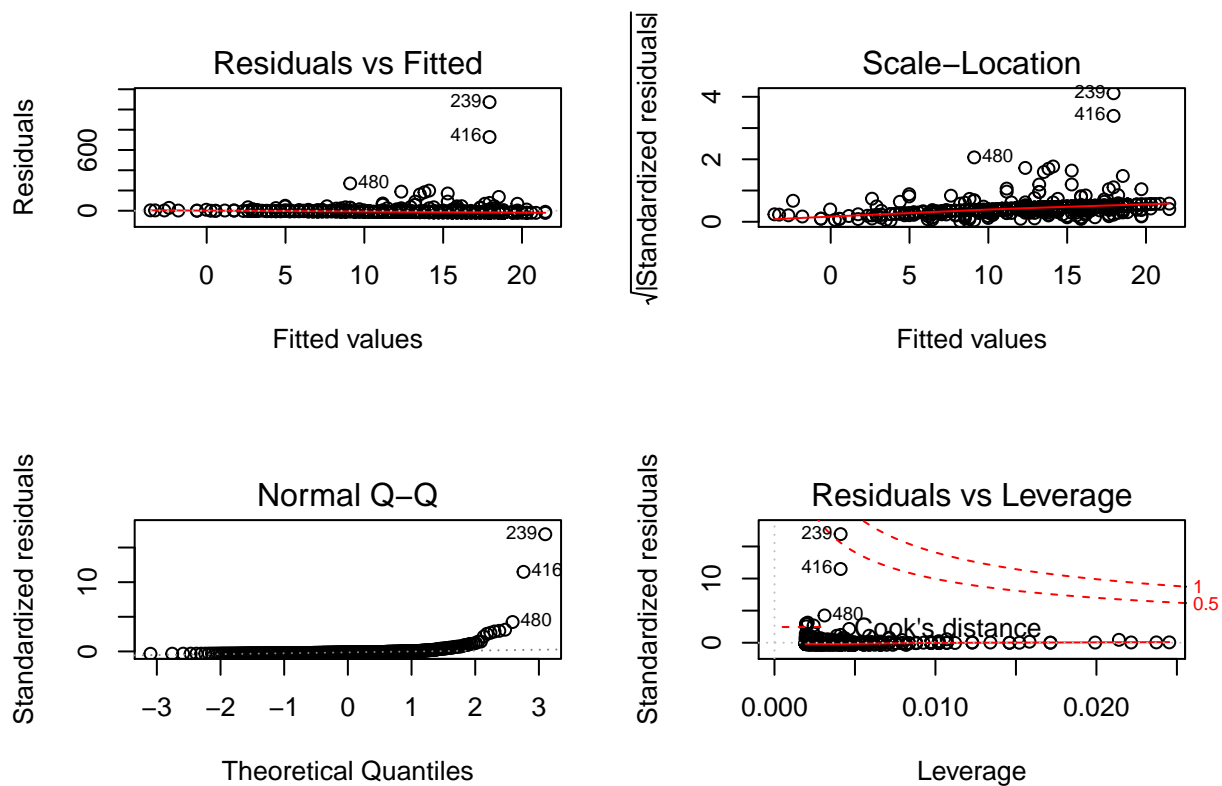 Residuals vs Fitted
Residuals
0 600
239
416
480
0 5 10 15 20
Fitted values
Scale−Location
√|Standardized residuals|
0 2 4
239
416
480
0 5 10 15 20
Fitted values
Normal Q−Q
Standardized residuals
0 10
239
416
480
−3 −2 −1 0 1 2 3
Theoretical Quantiles
Residuals vs Leverage
Standardized residuals
0 10
239
416
480
Cook's distance
1
0.5
0.000 0.010 0.020
Leverage